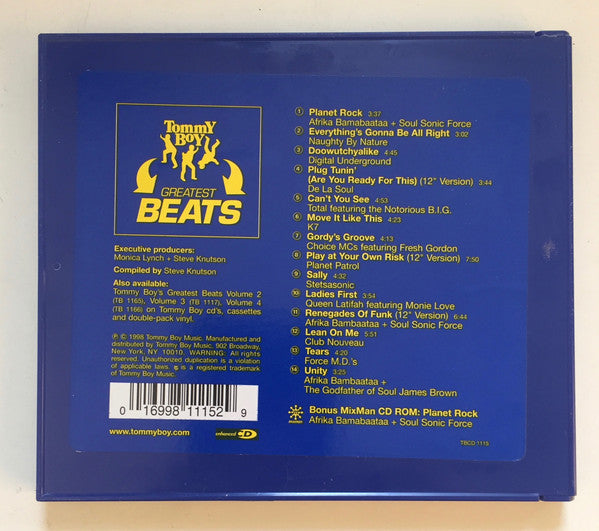 Tommy
Boy
GREATEST
BEATS
Executive producers:
Monica Lynch + Steve Knutson
Compiled by Steve Knutson
Also available:
Tommy Boy's Greatest Beats Volume 2
(TB 1165), Volume 3 (TB 1117), Volume 4
(TB 1166) on Tommy Boy cd's, cassettes
and double-pack vinyl.
℗ © 1998 Tommy Boy Music. Manufactured and
distributed by Tommy Boy Music. 902 Broadway,
New York, NY 10010. WARNING. All rights
reserved. Unauthorized duplication is a violation
of applicable laws. is a registered trademark
of Tommy Boy Music.
0 16998 11152 9
www.tommyboy.com
enhanced CD
1 Planet Rock 3:37
Afrika Bamabaataa + Soul Sonic Force
2 Everything's Gonna Be All Right 3:02
Naughty By Nature
3 Doowutchyalike 4:45
Digital Underground
4 Plug Tunin'
(Are You Ready For This) (12" Version) 3:44
De La Soul
5 Can't You See 4:53
Total featuring the Notorious B.I.G.
6 Move It Like This 4:23
K7
7 Gordy's Groove 4:13
Choice MCs featuring Fresh Gordon
8 Play at Your Own Risk (12" Version) 7:50
Planet Patrol
9 Sally 4:32
Stetsasonic
10 Ladies First 3:54
Queen Latifah featuring Monie Love
11 Renegades Of Funk (12" Version) 6:44
Afrika Bambaataa + Soul Sonic Force
12 Lean On Me 5:51
Club Nouveau
13 Tears 4:20
Force M.D.'s
14 Unity 3:25
Afrika Bambaataa +
The Godfather of Soul James Brown
Bonus MixMan CD ROM: Planet Rock
Afrika Bamabaataa + Soul Sonic Force
TBCD 1115